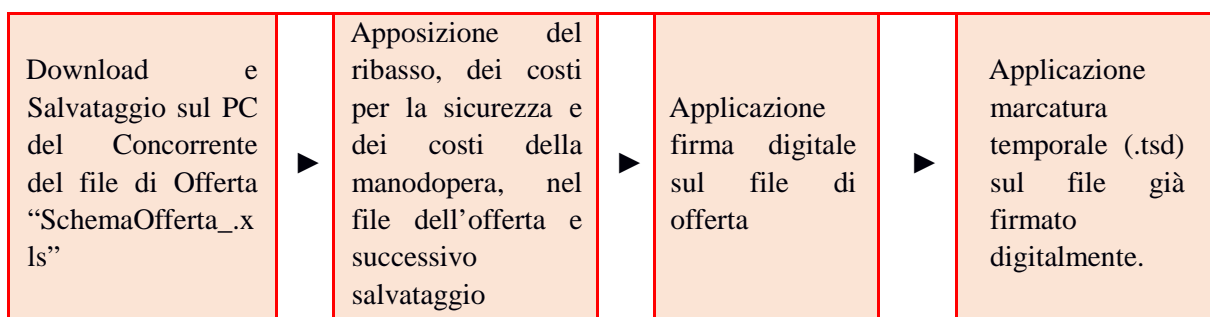 Download e
Salvataggio sul PC
del Concorrente
del file di Offerta
“SchemaOfferta_.x
ls”
►
Apposizione del
ribasso, dei costi
per la sicurezza e
dei costi della
manodopera, nel
file dell’offerta e
successivo
salvataggio
►
Applicazione
firma digitale
sul file di
offerta
►
Applicazione
marcatura
temporale (.tsd)
sul file già
firmato
digitalmente.